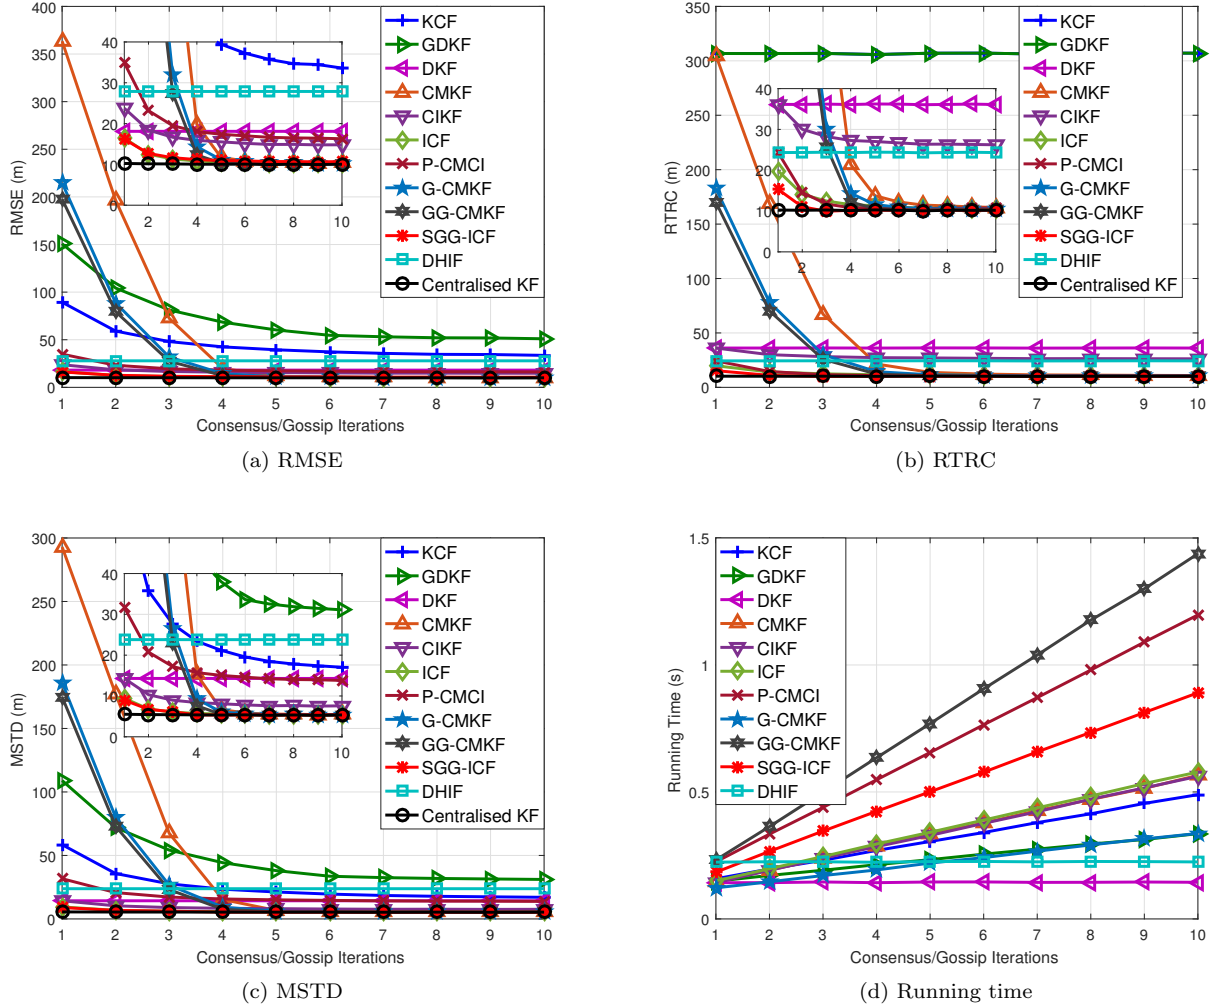 400
350
300
250
200
150
100
50
0
RMSE (m)
40
30
20
10
0
2 4 6 8 10
KCF
GDKF
DKF
CMKF
CIKF
ICF
P-CMCI
G-CMKF
GG-CMKF
SGG-ICF
DHIF
Centralised KF
1 2 3 4 5 6 7 8 9 10
Consensus/Gossip Iterations
(a) RMSE
350
300
250
200
150
100
50
0
RTRC (m)
40
30
20
10
0
2 4 6 8 10
KCF
GDKF
DKF
CMKF
CIKF
ICF
P-CMCI
G-CMKF
GG-CMKF
SGG-ICF
DHIF
Centralised KF
1 2 3 4 5 6 7 8 9 10
Consensus/Gossip Iterations
(b) RTRC
300
250
200
150
100
50
0
MSTD (m)
40
30
20
10
0
2 4 6 8 10
KCF
GDKF
DKF
CMKF
CIKF
ICF
P-CMCI
G-CMKF
GG-CMKF
SGG-ICF
DHIF
Centralised KF
1 2 3 4 5 6 7 8 9 10
Consensus/Gossip Iterations
(c) MSTD
1.5
1
0.5
0
Running Time (s)
KCF
GDKF
DKF
CMKF
CIKF
ICF
P-CMCI
G-CMKF
GG-CMKF
SGG-ICF
DHIF
1 2 3 4 5 6 7 8 9 10
Consensus/Gossip Iterations
(d) Running time